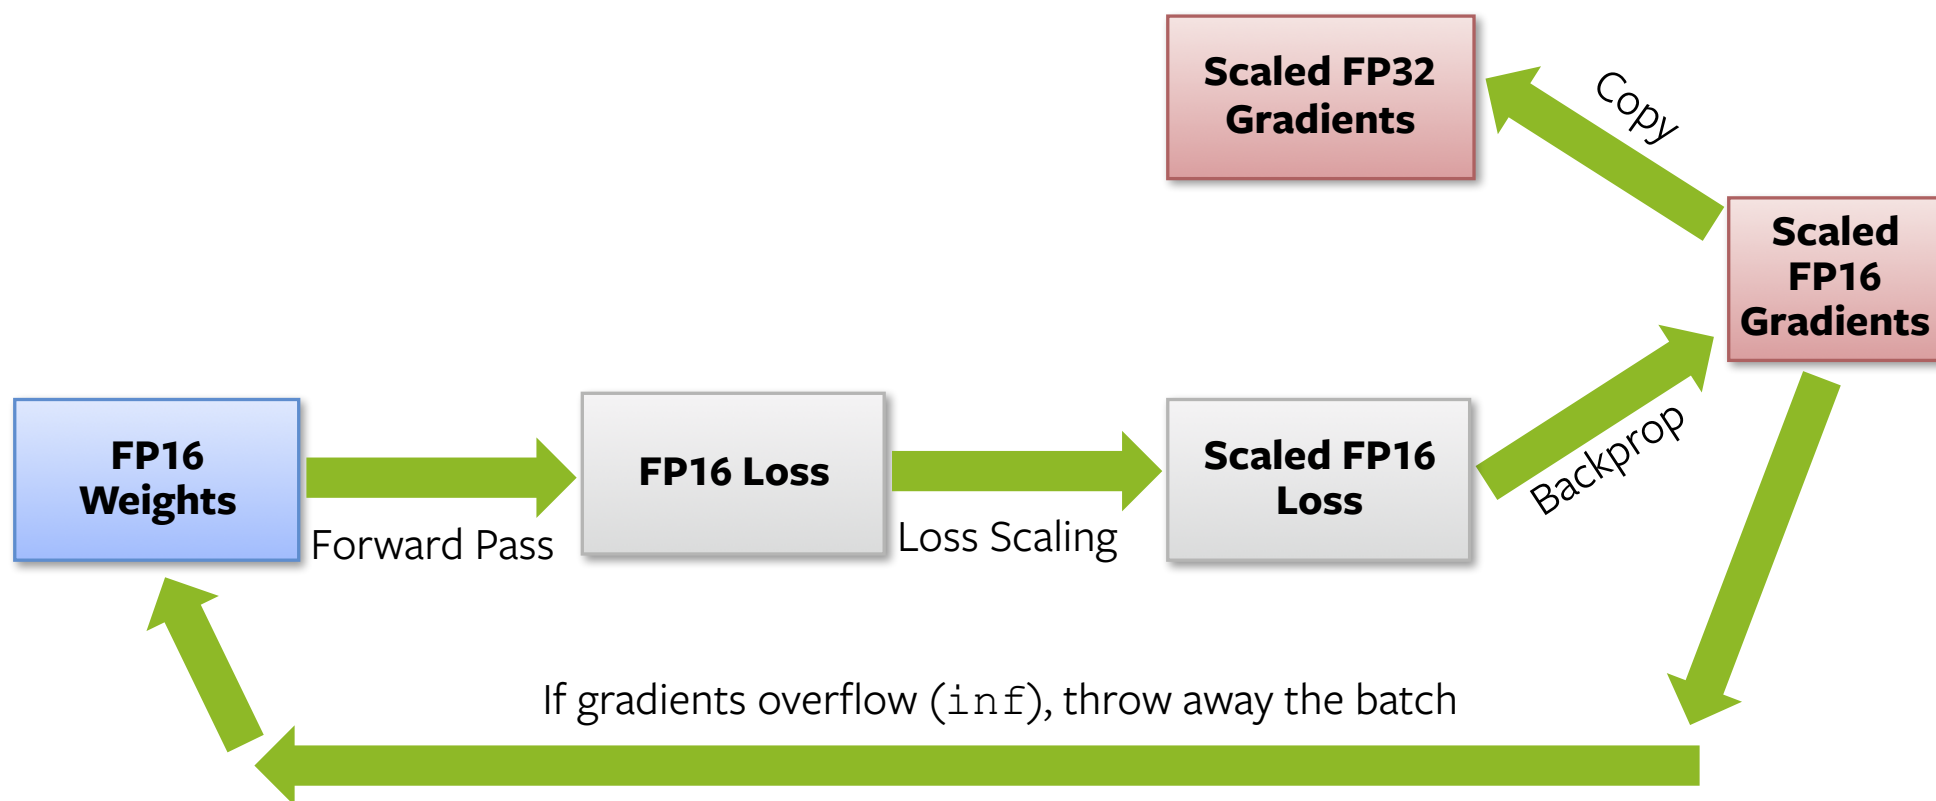 Scaled FP32
Gradients
Copy
Scaled
FP16
Gradients
FP16
Weights
Forward Pass
FP16 Loss
Loss Scaling
Scaled FP16
Loss
Backprop
If gradients overflow (inf), throw away the batch